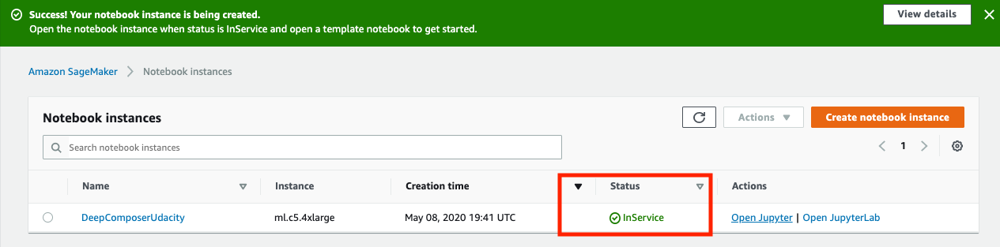 Success! Your notebook instance is being created.
View details
Open the notebook instance when status is InService and open a template notebook to get started.
Amazon SageMaker > Notebook instances
Notebook instances
Actions
Create notebook instance
Search notebook instances
1
Name Instance Creation time Status Actions
DeepComposerUdacity ml.c5.4xlarge May 08, 2020 19:41 UTC InService Open Jupyter | Open JupyterLab